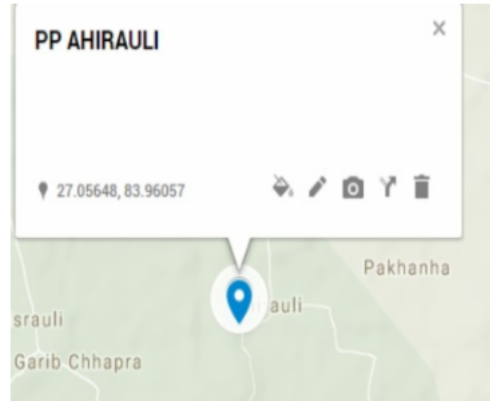 PP AHIRAULI
27.05648, 83.96057
Pakhanha
auli
srauli
Garib Chhapra